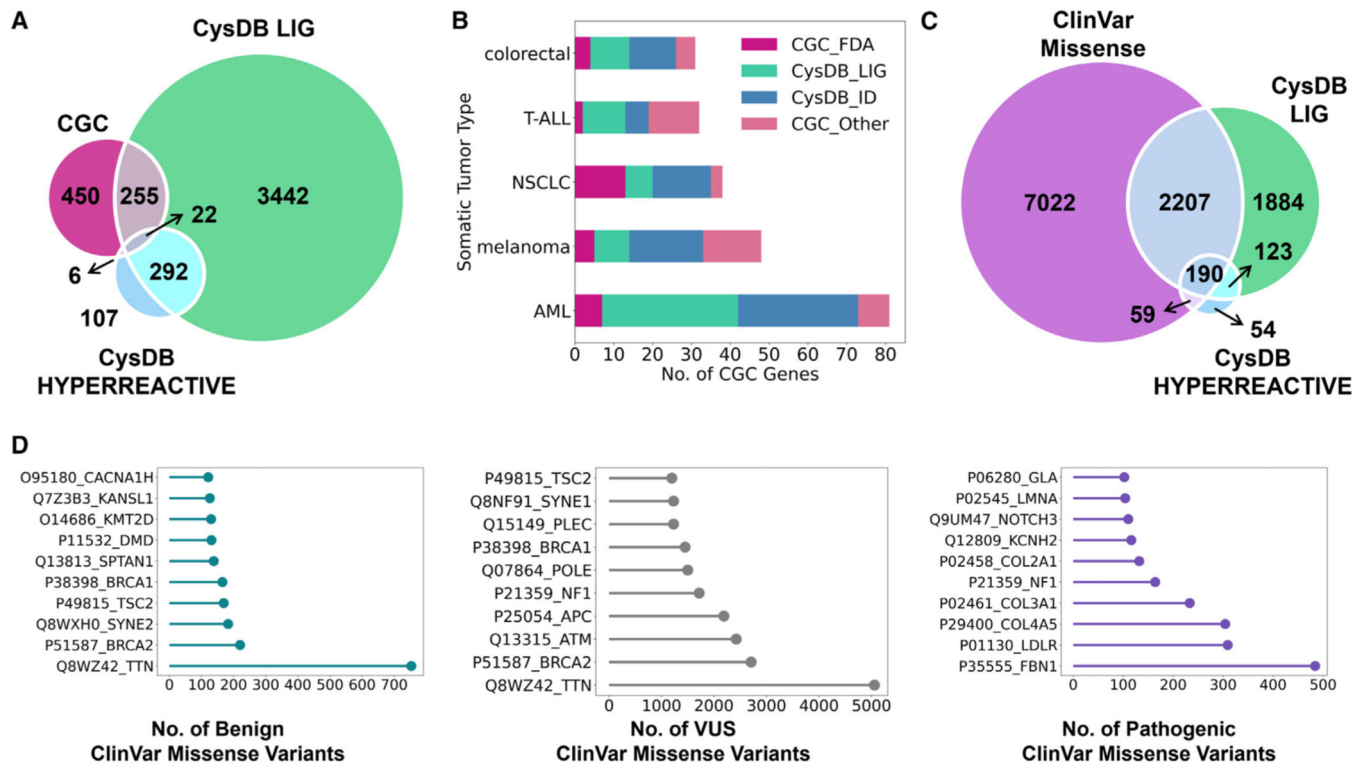 A
CysDB LIG
CGC
450
255
22
3442
6
292
107
CysDB
HYPERREACTIVE
B
Somatic Tumor Type
colorectal
T-ALL
NSCLC
melanoma
AML
CGC_FDA
CysDB_LIG
CysDB_ID
CGC_Other
0 10 20 30 40 50 60 70 80
No. of CGC Genes
C
ClinVar
Missense
CysDB
LIG
7022
2207
1884
190
123
59
54
CysDB
HYPERREACTIVE
D
O95180_CACNA1H
Q7Z3B3_KANSL1
O14686_KMT2D
P11532_DMD
Q13813_SPTAN1
P38398_BRCA1
P49815_TSC2
Q8WXH0_SYNE2
P51587_BRCA2
Q8WZ42_TTN
0 100 200 300 400 500 600 700
No. of Benign
ClinVar Missense Variants
P49815_TSC2
Q8NF91_SYNE1
Q15149_PLEC
P38398_BRCA1
Q07864_POLE
P21359_NF1
P25054_APC
Q13315_ATM
P51587_BRCA2
Q8WZ42_TTN
0 1000 2000 3000 4000 5000
No. of VUS
ClinVar Missense Variants
P06280_GLA
P02545_LMNA
Q9UM47_NOTCH3
Q12809_KCNH2
P02458_COL2A1
P21359_NF1
P02461_COL3A1
P29400_COL4A5
P01130_LDLR
P35555_FBN1
0 100 200 300 400 500
No. of Pathogenic
ClinVar Missense Variants